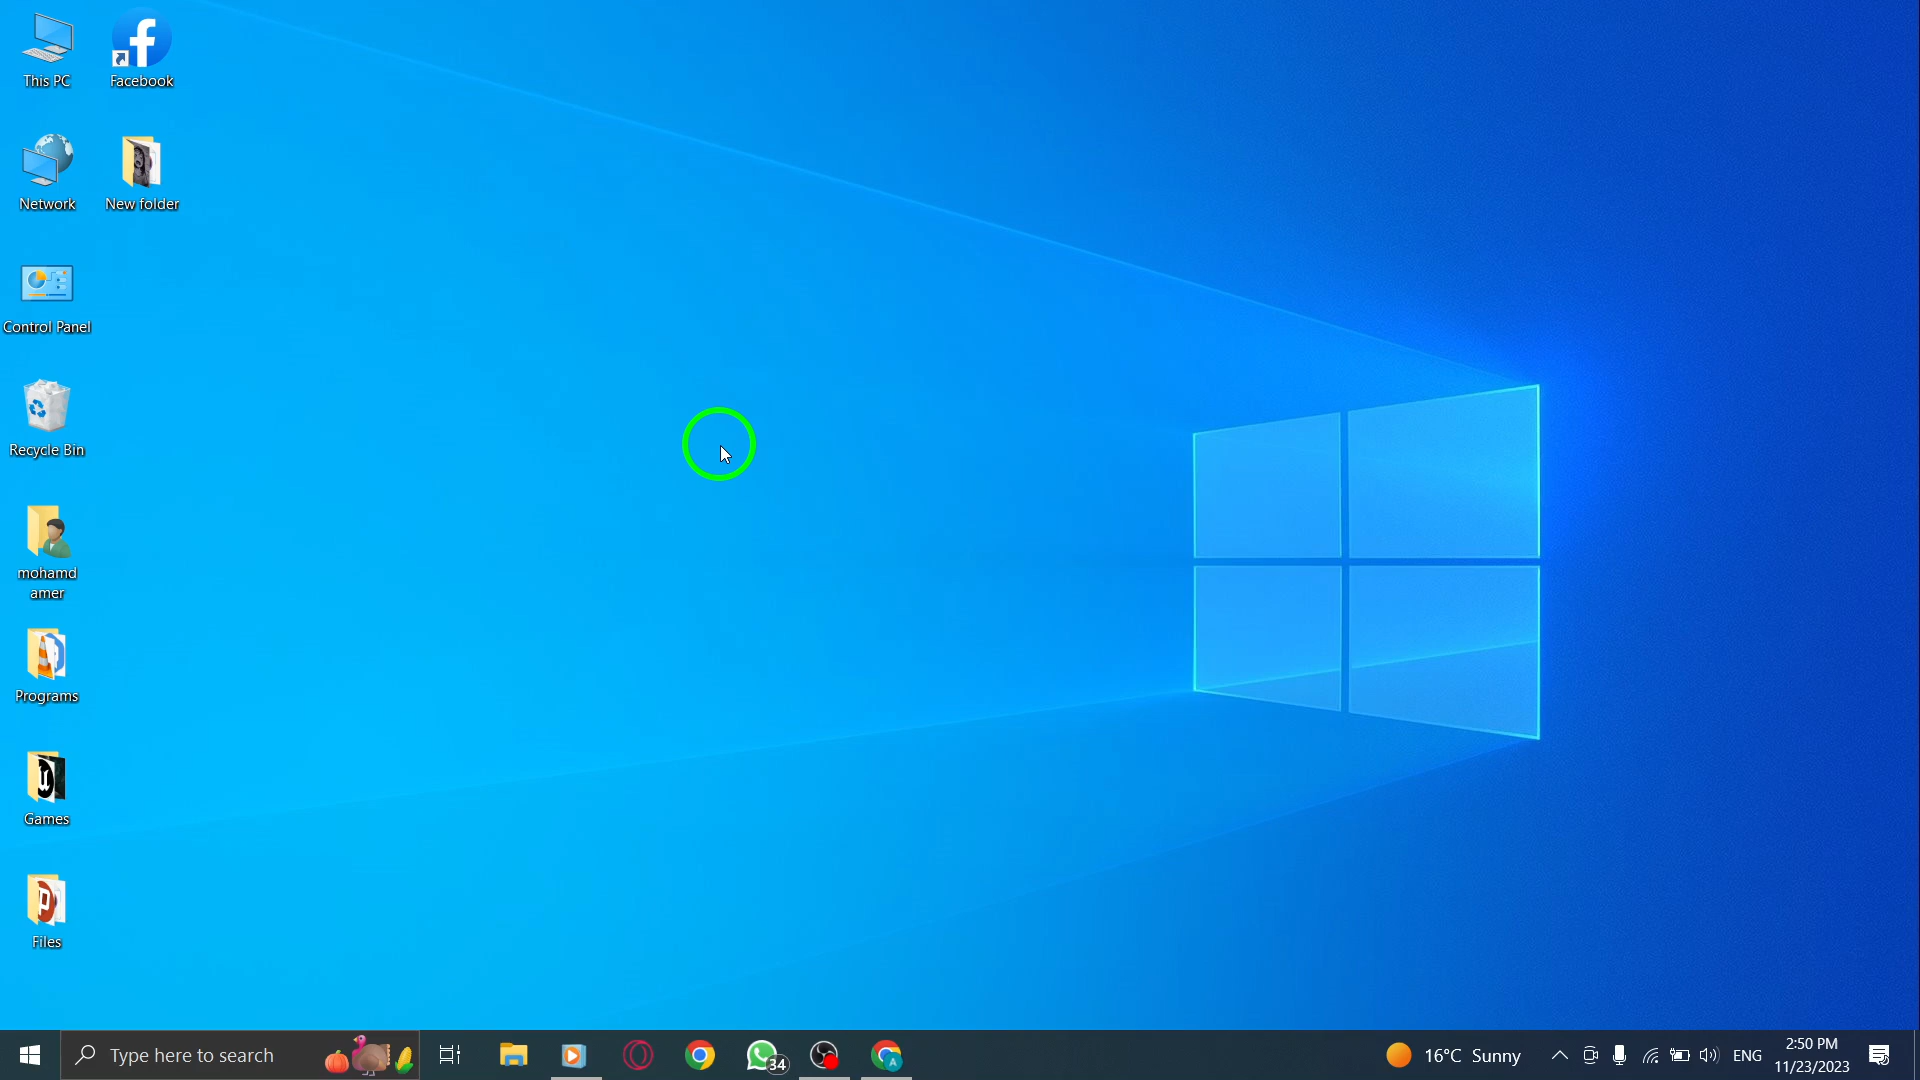 This PC
Facebook
Network
New folder
Control Panel
Recycle Bin
mohamd
amer
Programs
Games
Files
Type here to search
34
A
16°C Sunny
ENG
2:50 PM
11/23/2023